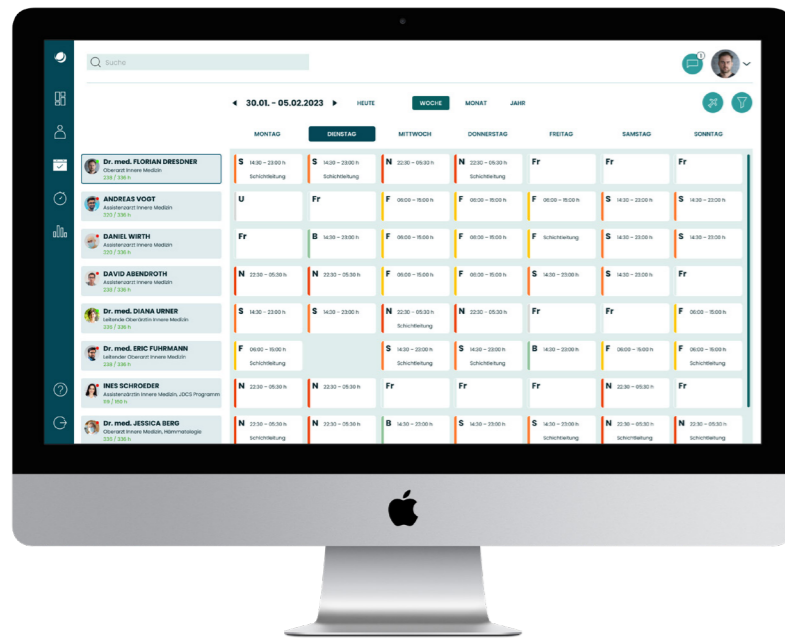 Suche
30.01. - 05.02.2023
HEUTE
WOCHE
MONAT
JAHR
MONTAG
DIENSTAG
MITTWOCH
DONNERSTAG
FREITAG
SAMSTAG
SONNTAG
Dr. med. FLORIAN DRESDNER
Oberarzt Innere Medizin
238 / 336 h
S 14:30 – 23:00 h
Schichtleitung
S 14:30 – 23:00 h
Schichtleitung
N 22:30 – 05:30 h
N 22:30 – 05:30 h
Schichtleitung
Fr
Fr
Fr
ANDREAS VOGT
Assistenzarzt Innere Medizin
U
Fr
F 06:00 – 15:00 h
F 06:00 – 15:00 h
F 06:00 – 15:00 h
S 14:30 – 23:00 h
S 14:30 – 23:00 h
DANIEL WIRTH
Assistenzarzt Innere Medizin
Fr
B 14:30 – 23:00 h
F 06:00 – 15:00 h
F 06:00 – 15:00 h
F Schichtleitung
S 14:30 – 23:00 h
S 14:30 – 23:00 h
DAVID ABENDROTH
Assistenzarzt Innere Medizin
N 22:30 – 05:30 h
N 22:30 – 05:30 h
F 06:00 – 15:00 h
F 06:00 – 15:00 h
S 14:30 – 23:00 h
S 14:30 – 23:00 h
Fr
Dr. med. DIANA URNER
Leitende Oberärztin Innere Medizin
S 14:30 – 23:00 h
S 14:30 – 23:00 h
N 22:30 – 05:30 h
Schichtleitung
N 22:30 – 05:30 h
Fr
Fr
F 06:00 – 15:00 h
Dr. med. ERIC FUHRMANN
Leitender Oberarzt Innere Medizin
F 06:00 – 15:00 h
Schichtleitung
S 14:30 – 23:00 h
Schichtleitung
S 14:30 – 23:00 h
Schichtleitung
B 14:30 – 23:00 h
F 06:00 – 15:00 h
F 06:00 – 15:00 h
Schichtleitung
INES SCHROEDER
Assistenzärztin Innere Medizin, JDCS Programm
N 22:30 – 05:30 h
N 22:30 – 05:30 h
Fr
Fr
Fr
N 22:30 – 05:30 h
Fr
Dr. med. JESSICA BERG
Oberarzt Innere Medizin, Hämmatologie
N 22:30 – 05:30 h
Schichtleitung
N 22:30 – 05:30 h
B 14:30 – 23:00 h
S 14:30 – 23:00 h
Schichtleitung
S 14:30 – 23:00 h
Schichtleitung
N 22:30 – 05:30 h
Schichtleitung
N 22:30 – 05:30 h
Schichtleitung